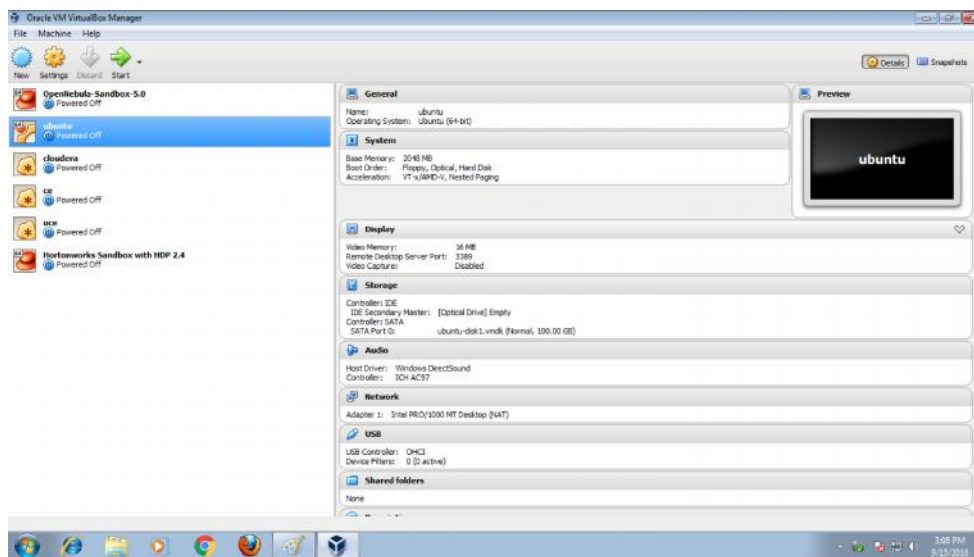 Oracle VM VirtualBox Manager
File Machine Help
New Settings Discard Start
Details Snapshots
OpenNebula-Sandbox-5.0
Powered Off
ubuntu
Powered Off
cloudera
Powered Off
ce
Powered Off
uce
Powered Off
Hortonworks Sandbox with HDP 2.4
Powered Off
General
Name: ubuntu
Operating System: Ubuntu (64-bit)
System
Base Memory: 2048 MB
Boot Order: Floppy, Optical, Hard Disk
Acceleration: VT-x/AMD-V, Nested Paging
Preview
ubuntu
Display
Video Memory: 16 MB
Remote Desktop Server Port: 3389
Video Capture: Disabled
Storage
Controller: IDE
IDE Secondary Master: [Optical Drive] Empty
Controller: SATA
SATA Port 0: ubuntu-disk1.vmdk (Normal, 100.00 GB)
Audio
Host Driver: Windows DirectSound
Controller: ICH AC97
Network
Adapter 1: Intel PRO/1000 MT Desktop (NAT)
USB
USB Controller: OHCI
Device Filters: 0 (0 active)
Shared folders
None
3:08 PM
9/15/2016